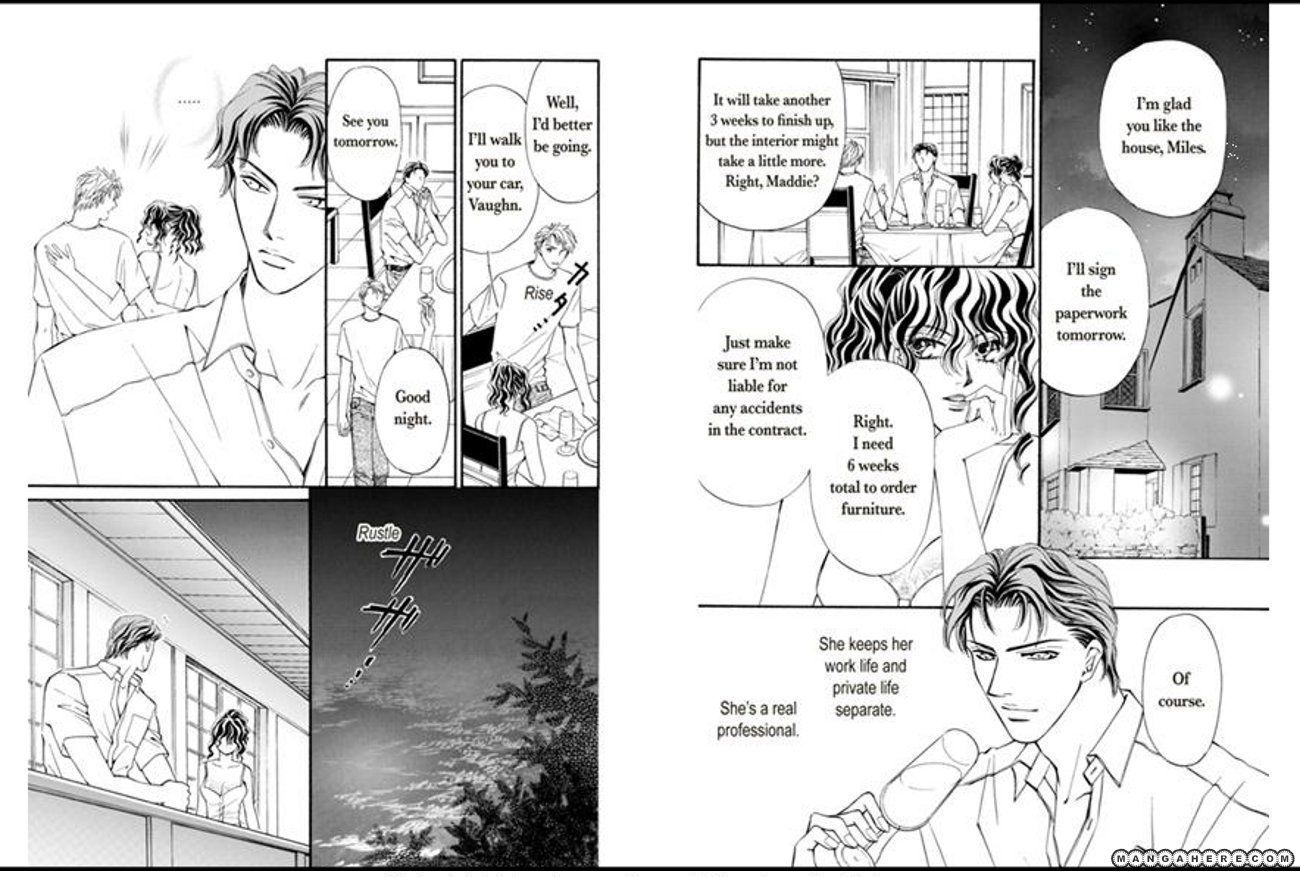 I'm glad
you like the
house, Miles.
I'll sign
the
paperwork
tomorrow.
It will take another
3 weeks to finish up,
but the interior might
take a little more.
Right, Maddie?
Just make
sure I'm not
liable for
any accidents
in the contract.
Right.
I need
6 weeks
total to order
furniture.
Of
course.
She keeps her
work life and
private life
separate.
She's a real
professional.
Well,
I'd better
be going.
I'll walk
you to
your car,
Vaughn.
Rise
ガタ...
See you
tomorrow.
Good
night.
.....
Rustle
ザザ
MANGAHERE.COM